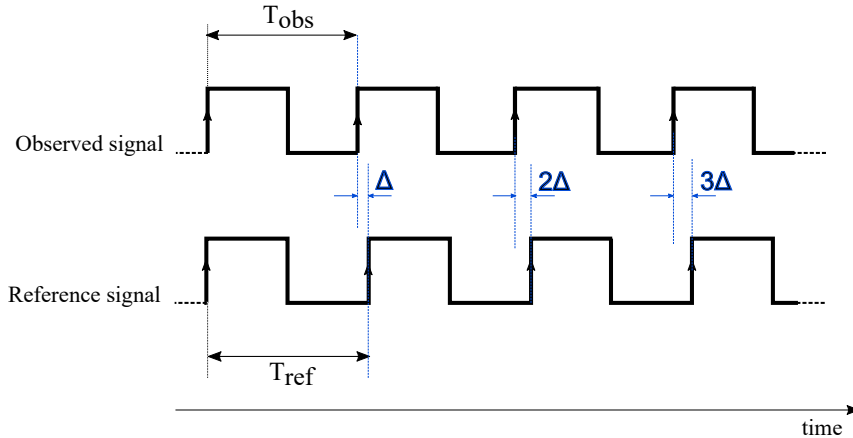 Tobs
Observed signal
Δ 2Δ 3Δ
Reference signal
Tref
time